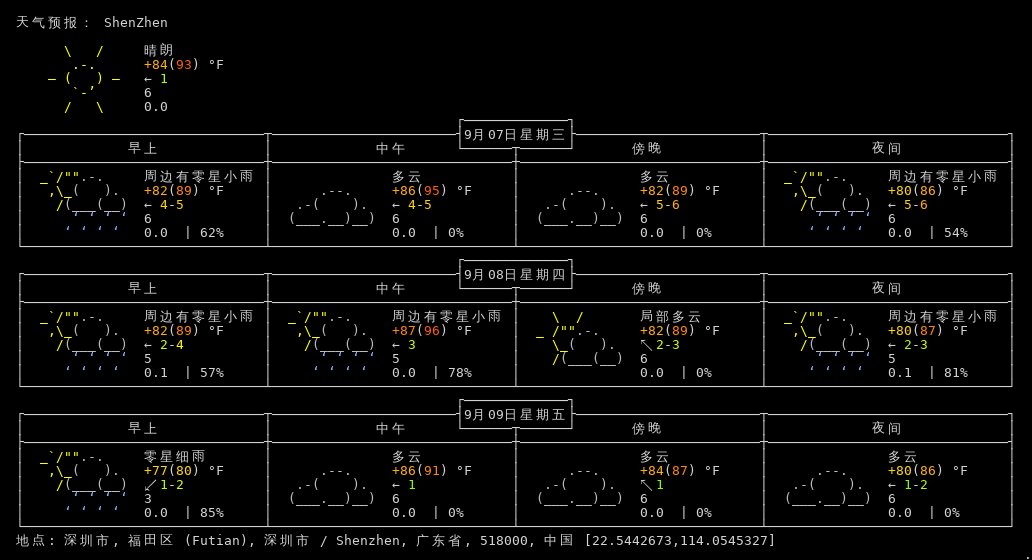 天气预报： ShenZhen
晴朗
+84(93) °F
← 1
6
0.0
9月07日星期三
早上 中午 傍晚 夜间
周边有零星小雨 多云 多云 周边有零星小雨
+82(89) °F +86(95) °F +82(89) °F +80(86) °F
← 4-5 ← 4-5 ← 5-6 ← 5-6
6 6 6 6
0.0 | 62% 0.0 | 0% 0.0 | 0% 0.0 | 54%
9月08日星期四
早上 中午 傍晚 夜间
周边有零星小雨 周边有零星小雨 局部多云 周边有零星小雨
+82(89) °F +87(96) °F +82(89) °F +80(87) °F
← 2-4 ← 3 ↖ 2-3 ← 2-3
5 5 6 5
0.1 | 57% 0.0 | 78% 0.0 | 0% 0.1 | 81%
9月09日星期五
早上 中午 傍晚 夜间
零星细雨 多云 多云 多云
+77(80) °F +86(91) °F +84(87) °F +80(86) °F
↙ 1-2 ← 1 ↖ 1 ← 1-2
3 6 6 6
0.0 | 85% 0.0 | 0% 0.0 | 0% 0.0 | 0%
地点: 深圳市, 福田区 (Futian), 深圳市 / Shenzhen, 广东省, 518000, 中国 [22.5442673,114.0545327]